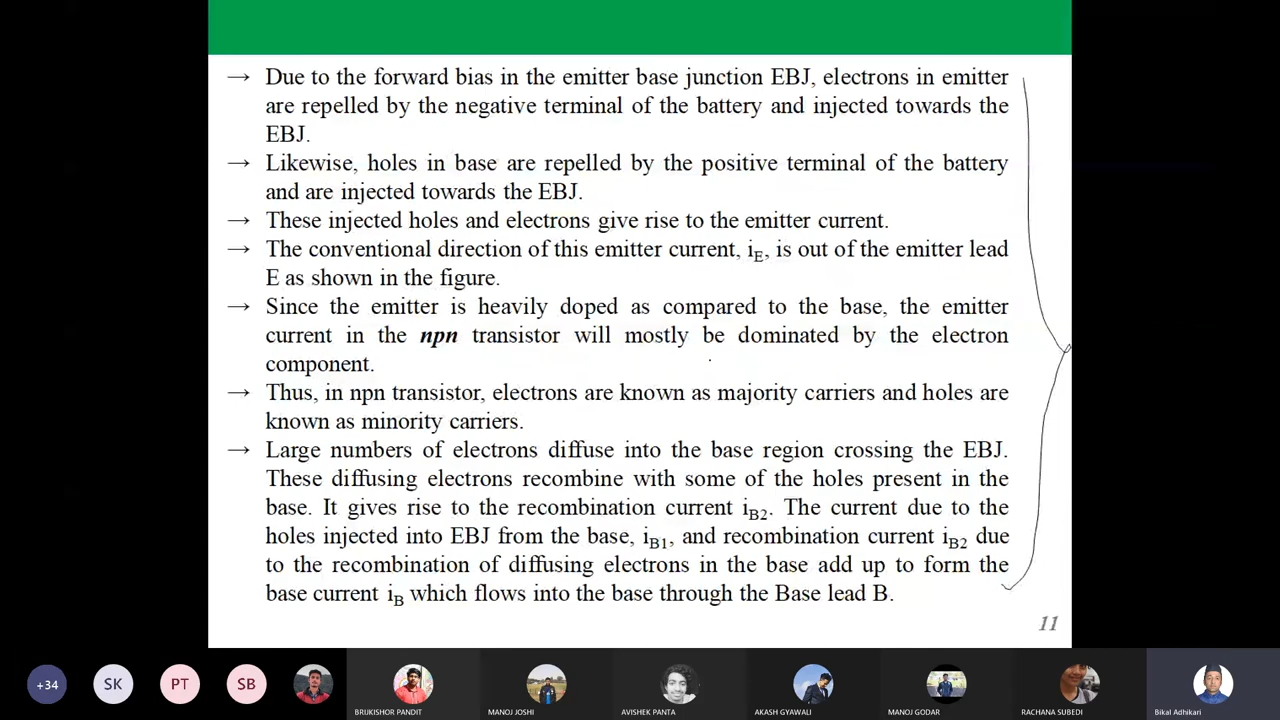 → Due to the forward bias in the emitter base junction EBJ, electrons in emitter
are repelled by the negative terminal of the battery and injected towards the
EBJ.
→ Likewise, holes in base are repelled by the positive terminal of the battery
and are injected towards the EBJ.
→ These injected holes and electrons give rise to the emitter current.
→ The conventional direction of this emitter current, iE, is out of the emitter lead
E as shown in the figure.
→ Since the emitter is heavily doped as compared to the base, the emitter
current in the npn transistor will mostly be dominated by the electron
component.
→ Thus, in npn transistor, electrons are known as majority carriers and holes are
known as minority carriers.
→ Large numbers of electrons diffuse into the base region crossing the EBJ.
These diffusing electrons recombine with some of the holes present in the
base. It gives rise to the recombination current iB2. The current due to the
holes injected into EBJ from the base, iB1, and recombination current iB2 due
to the recombination of diffusing electrons in the base add up to form the
base current iB which flows into the base through the Base lead B.
11
+34 SK PT SB
BRIJKISHOR PANDIT MANOJ JOSHI AVISHEK PANTA AKASH GYAWALI MANOJ GODAR RACHANA SUBEDI Bikal Adhikari